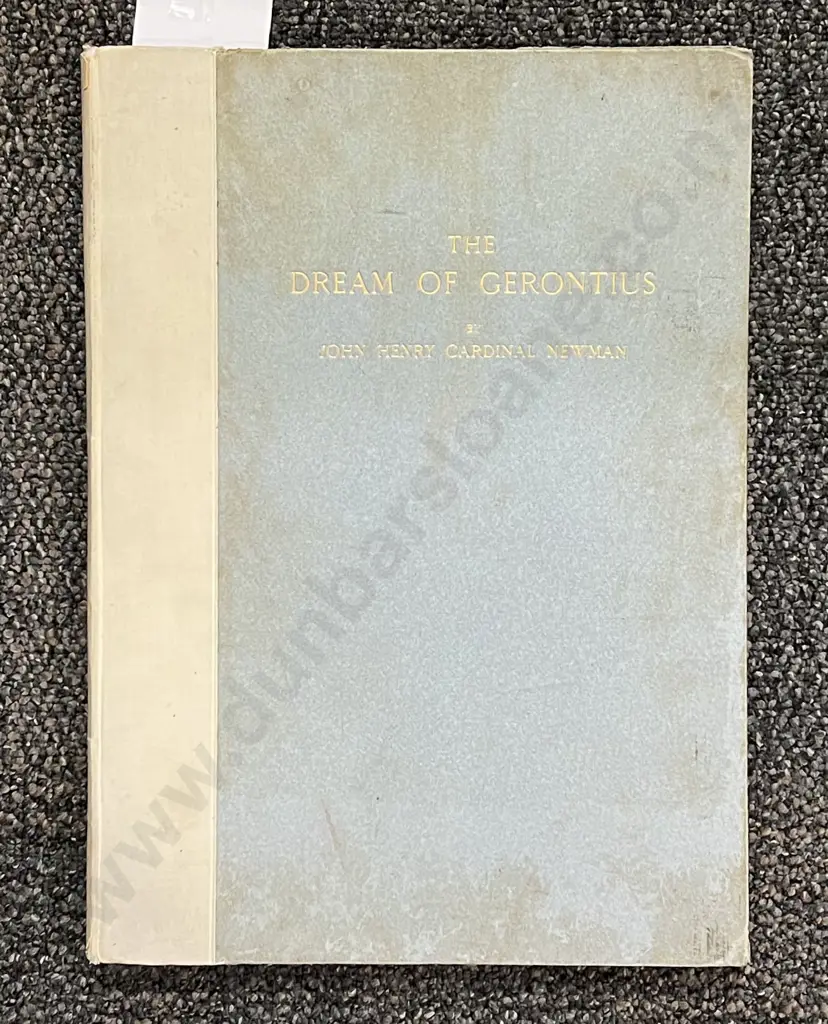 THE
DREAM OF GERONTIUS
BY
JOHN HENRY CARDINAL NEWMAN
www.dunbarsloane.co.nz